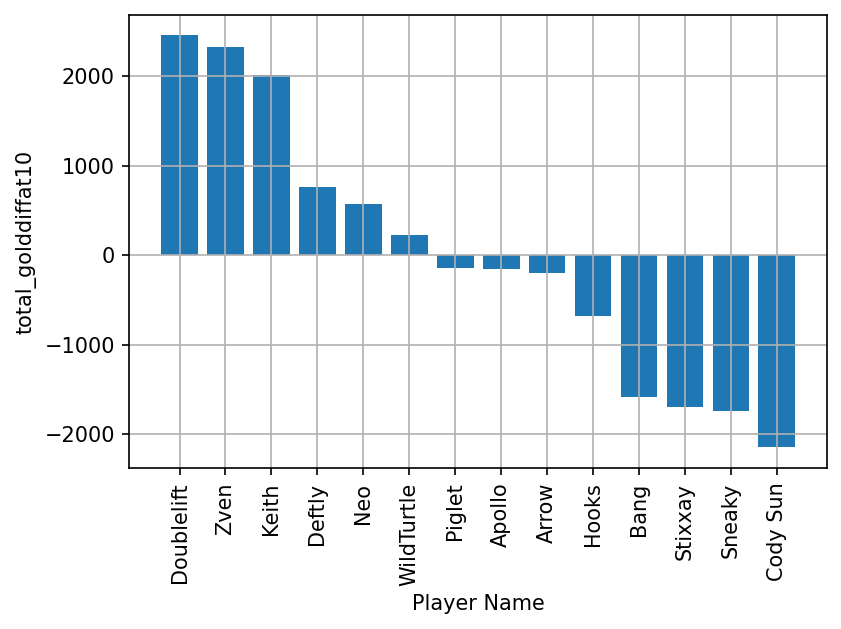 total_golddiffat10
2000
1000
0
−1000
−2000
Doublelift
Zven
Keith
Deftly
Neo
WildTurtle
Piglet
Apollo
Arrow
Hooks
Bang
Stixxay
Sneaky
Cody Sun
Player Name